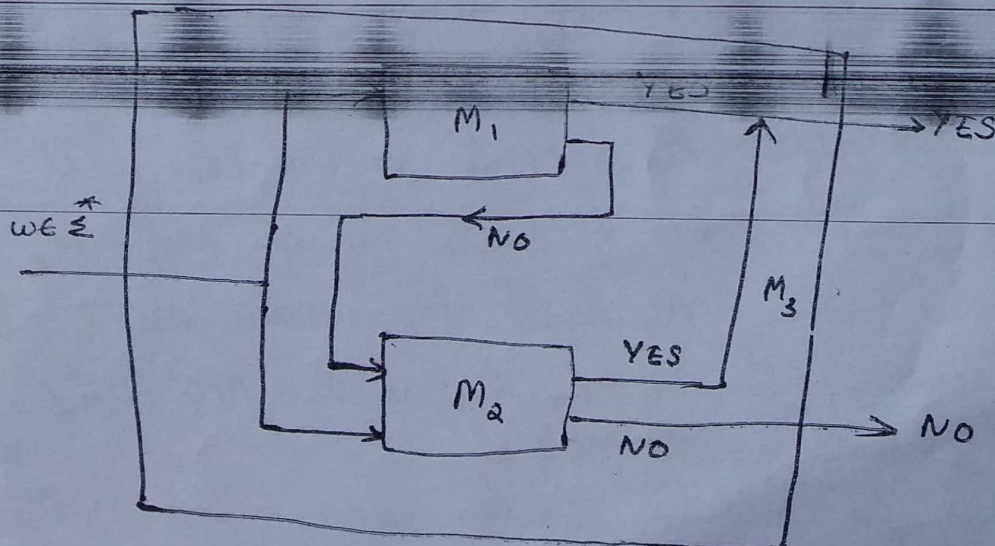 YES
M₁
YES
w∈Σ*
NO
M₃
YES
M₂
NO
NO